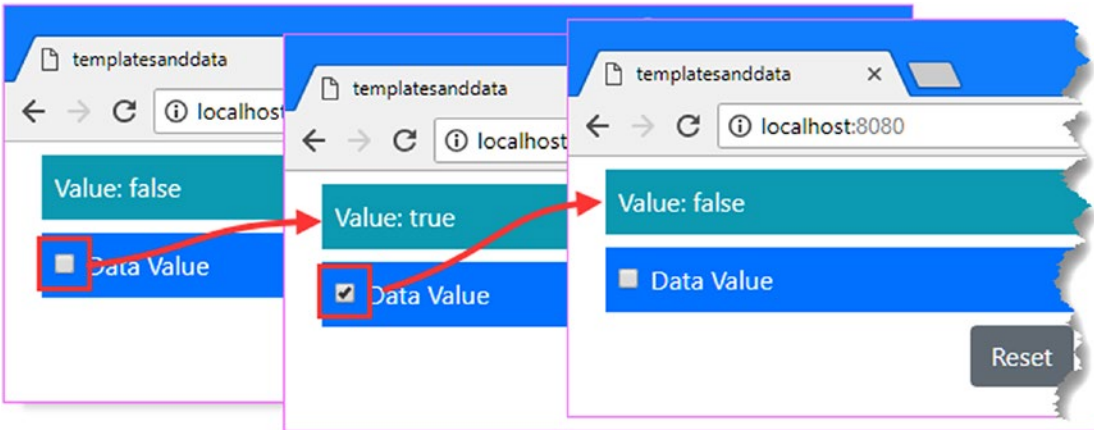 templatesanddata
localhost
Value: false
Data Value
templatesanddata
localhost
Value: true
Data Value
templatesanddata
localhost:8080
Value: false
Data Value
Reset